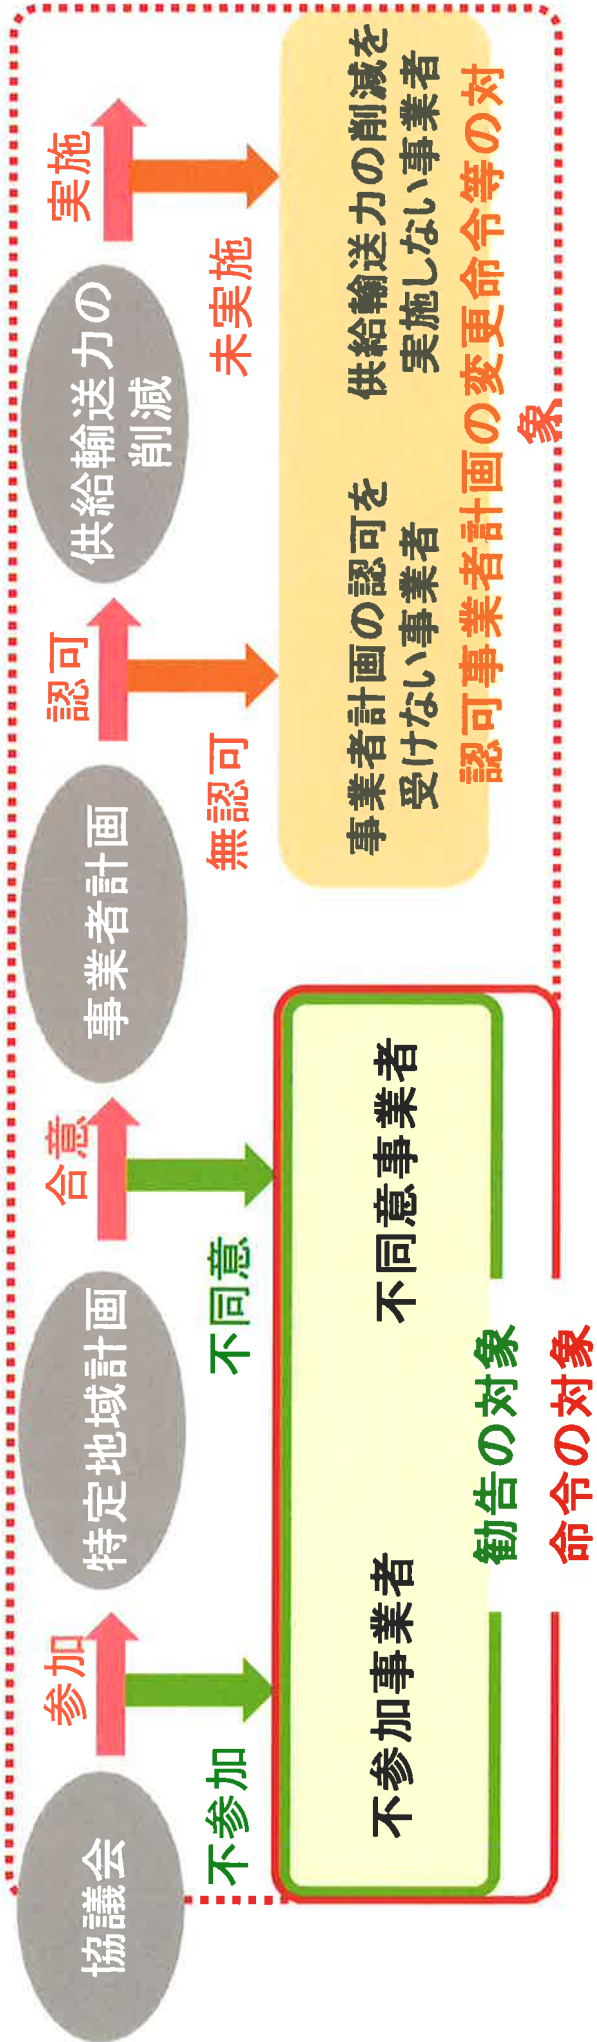 協議会
参加
特定地域計画
合意
事業者計画
認可
供給輸送力の
削減
実施
不参加
不同意
無認可
未実施
不参加事業者
不同意事業者
事業者計画の認可を
受けない事業者
供給輸送力の削減を
実施しない事業者
認可事業者計画の変更命令等の対
象
勧告の対象
命令の対象